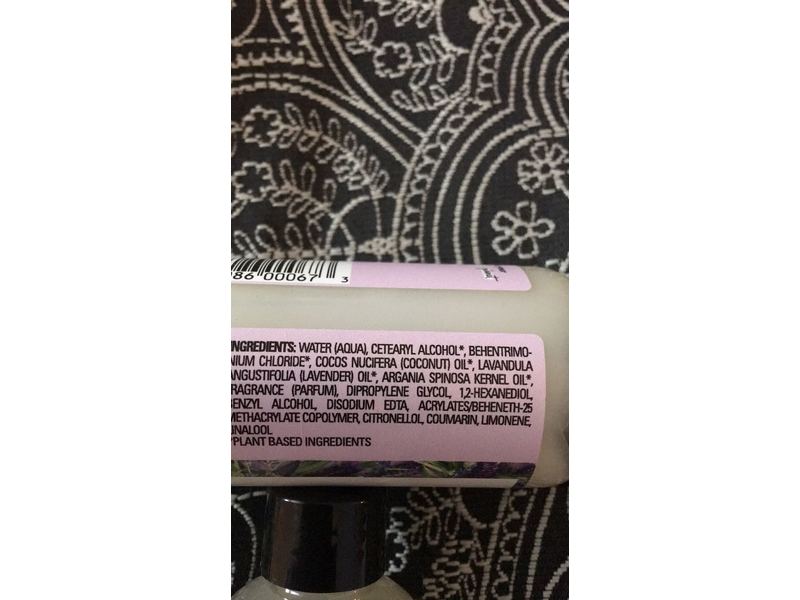 86 00067 3
INGREDIENTS: WATER (AQUA), CETEARYL ALCOHOL*, BEHENTRIMO-
NIUM CHLORIDE*, COCOS NUCIFERA (COCONUT) OIL*, LAVANDULA
ANGUSTIFOLIA (LAVENDER) OIL*, ARGANIA SPINOSA KERNEL OIL*,
FRAGRANCE (PARFUM), DIPROPYLENE GLYCOL, 1,2-HEXANEDIOL,
BENZYL ALCOHOL, DISODIUM EDTA, ACRYLATES/BEHENETH-25
METHACRYLATE COPOLYMER, CITRONELLOL, COUMARIN, LIMONENE,
LINALOOL
*PLANT BASED INGREDIENTS